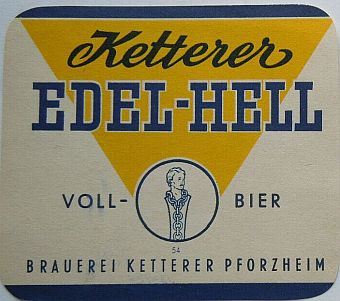 Ketterer
EDEL-HELL
VOLL- BIER
54
BRAUEREI KETTERER PFORZHEIM